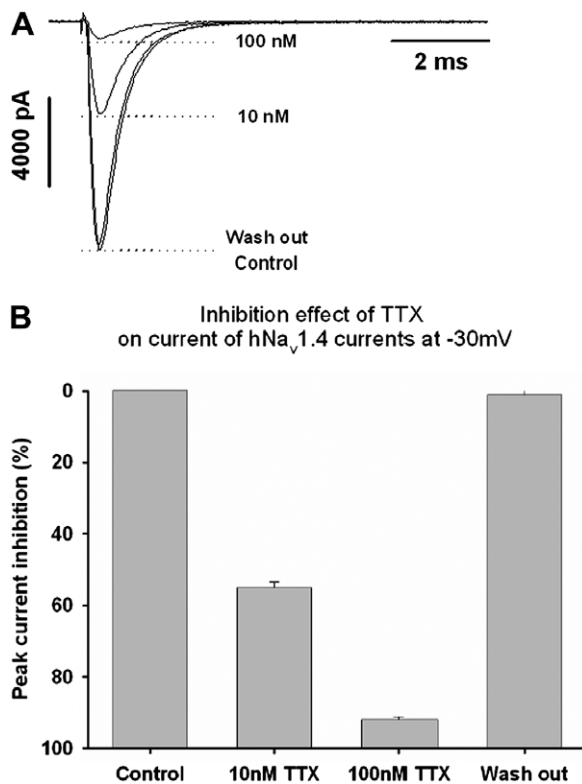 A
100 nM
2 ms
10 nM
4000 pA
Wash out
Control
B
Inhibition effect of TTX
on current of hNav1.4 currents at -30mV
0
20
40
60
80
100
Peak current inhibition (%)
Control
10nM TTX
100nM TTX
Wash out